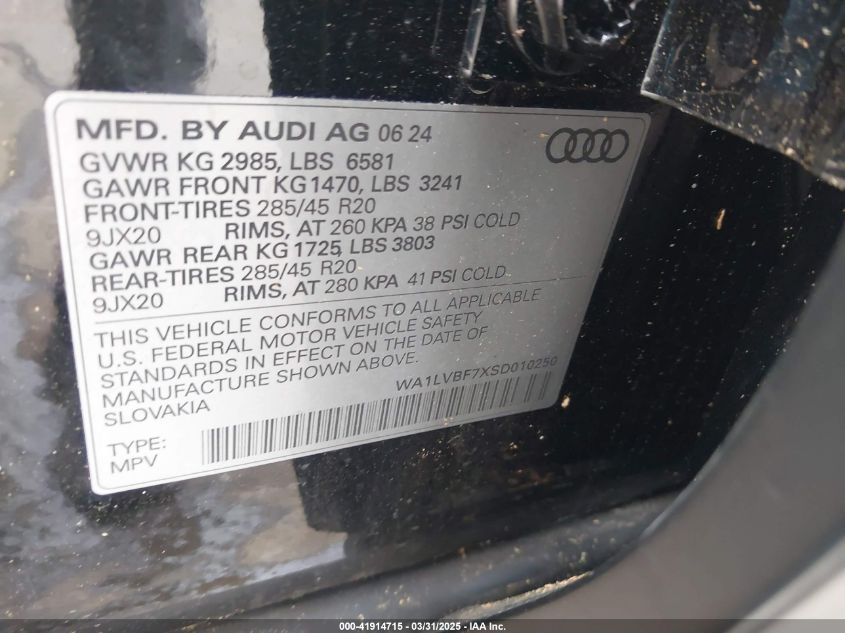 MFD. BY AUDI AG 06 24
GVWR KG 2985, LBS 6581
GAWR FRONT KG1470, LBS 3241
FRONT-TIRES 285/45 R20
9JX20 RIMS, AT 260 KPA 38 PSI COLD
GAWR REAR KG 1725, LBS 3803
REAR-TIRES 285/45 R20
9JX20 RIMS, AT 280 KPA 41 PSI COLD
THIS VEHICLE CONFORMS TO ALL APPLICABLE
U.S. FEDERAL MOTOR VEHICLE SAFETY
STANDARDS IN EFFECT ON THE DATE OF
MANUFACTURE SHOWN ABOVE.
SLOVAKIA
WA1LVBF7XSD010250
TYPE:
MPV
000-41914715 — 03/31/2025 — IAA Inc.